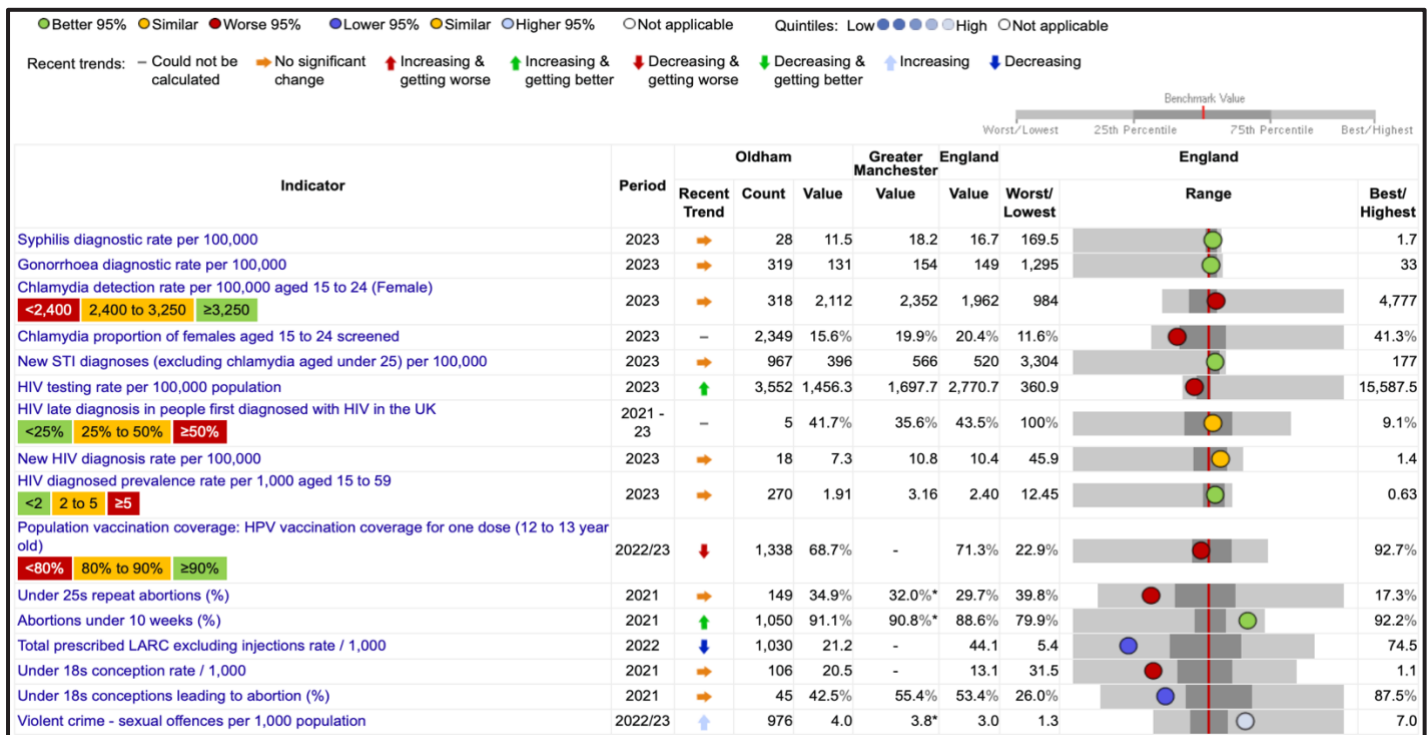 Better 95% Similar Worse 95% Lower 95% Similar Higher 95% Not applicable Quintiles: Low High Not applicable
Recent trends: – Could not be calculated No significant change Increasing & getting worse Increasing & getting better Decreasing & getting worse Decreasing & getting better Increasing Decreasing
Benchmark Value
Worst/Lowest 25th Percentile 75th Percentile Best/Highest
Oldham Greater Manchester England England
Indicator Period Recent Trend Count Value Value Value Worst/ Lowest Range Best/ Highest
Syphilis diagnostic rate per 100,000 2023 28 11.5 18.2 16.7 169.5 1.7
Gonorrhoea diagnostic rate per 100,000 2023 319 131 154 149 1,295 33
Chlamydia detection rate per 100,000 aged 15 to 24 (Female)
<2,400 2,400 to 3,250 ≥3,250 2023 318 2,112 2,352 1,962 984 4,777
Chlamydia proportion of females aged 15 to 24 screened 2023 – 2,349 15.6% 19.9% 20.4% 11.6% 41.3%
New STI diagnoses (excluding chlamydia aged under 25) per 100,000 2023 967 396 566 520 3,304 177
HIV testing rate per 100,000 population 2023 3,552 1,456.3 1,697.7 2,770.7 360.9 15,587.5
HIV late diagnosis in people first diagnosed with HIV in the UK
<25% 25% to 50% ≥50% 2021 - 23 – 5 41.7% 35.6% 43.5% 100% 9.1%
New HIV diagnosis rate per 100,000 2023 18 7.3 10.8 10.4 45.9 1.4
HIV diagnosed prevalence rate per 1,000 aged 15 to 59
<2 2 to 5 ≥5 2023 270 1.91 3.16 2.40 12.45 0.63
Population vaccination coverage: HPV vaccination coverage for one dose (12 to 13 year
old)
<80% 80% to 90% ≥90% 2022/23 1,338 68.7% - 71.3% 22.9% 92.7%
Under 25s repeat abortions (%) 2021 149 34.9% 32.0%* 29.7% 39.8% 17.3%
Abortions under 10 weeks (%) 2021 1,050 91.1% 90.8%* 88.6% 79.9% 92.2%
Total prescribed LARC excluding injections rate / 1,000 2022 1,030 21.2 - 44.1 5.4 74.5
Under 18s conception rate / 1,000 2021 106 20.5 - 13.1 31.5 1.1
Under 18s conceptions leading to abortion (%) 2021 45 42.5% 55.4% 53.4% 26.0% 87.5%
Violent crime - sexual offences per 1,000 population 2022/23 976 4.0 3.8* 3.0 1.3 7.0